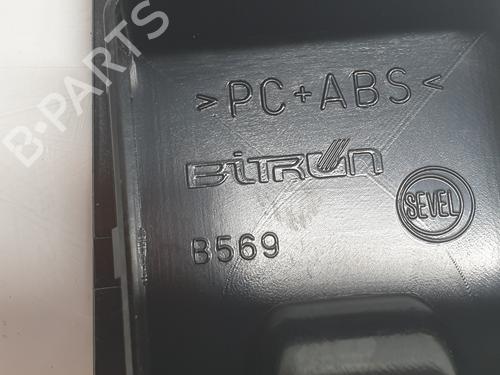 >PC+ABS<
BITRON
SEVEL
B569
B-PARTS